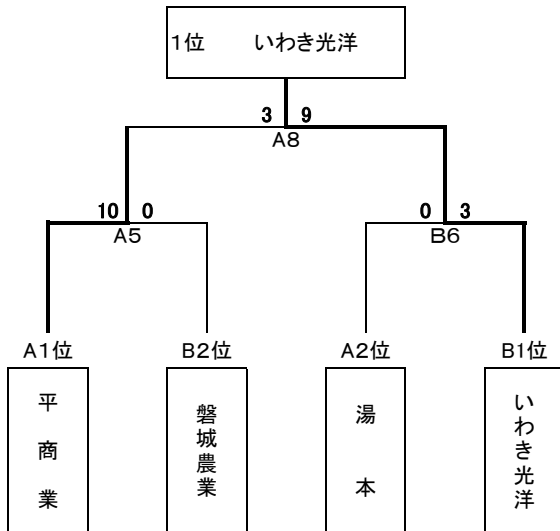 1位 いわき光洋
3 9
A8
10 0
A5
0 3
B6
A1位
B2位
A2位
B1位
平商業
磐城農業
湯本
いわき光洋